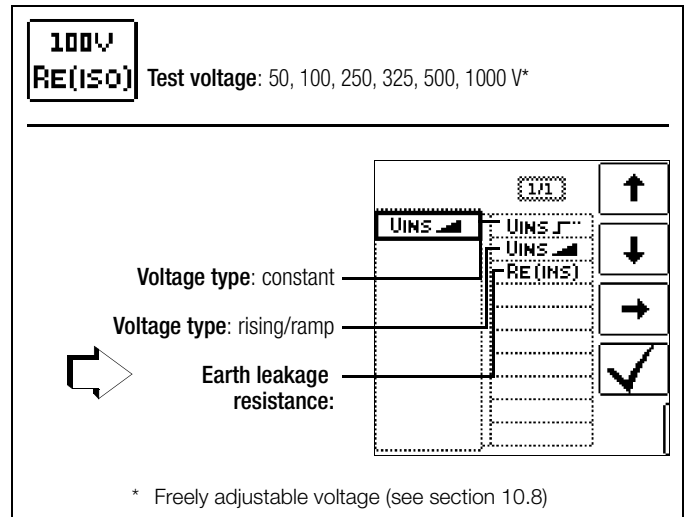 100V
RE(ISO) Test voltage: 50, 100, 250, 325, 500, 1000 V*
1/1
UINS UINS
UINS
RE(INS)
Voltage type: constant
Voltage type: rising/ramp
Earth leakage
resistance:
* Freely adjustable voltage (see section 10.8)